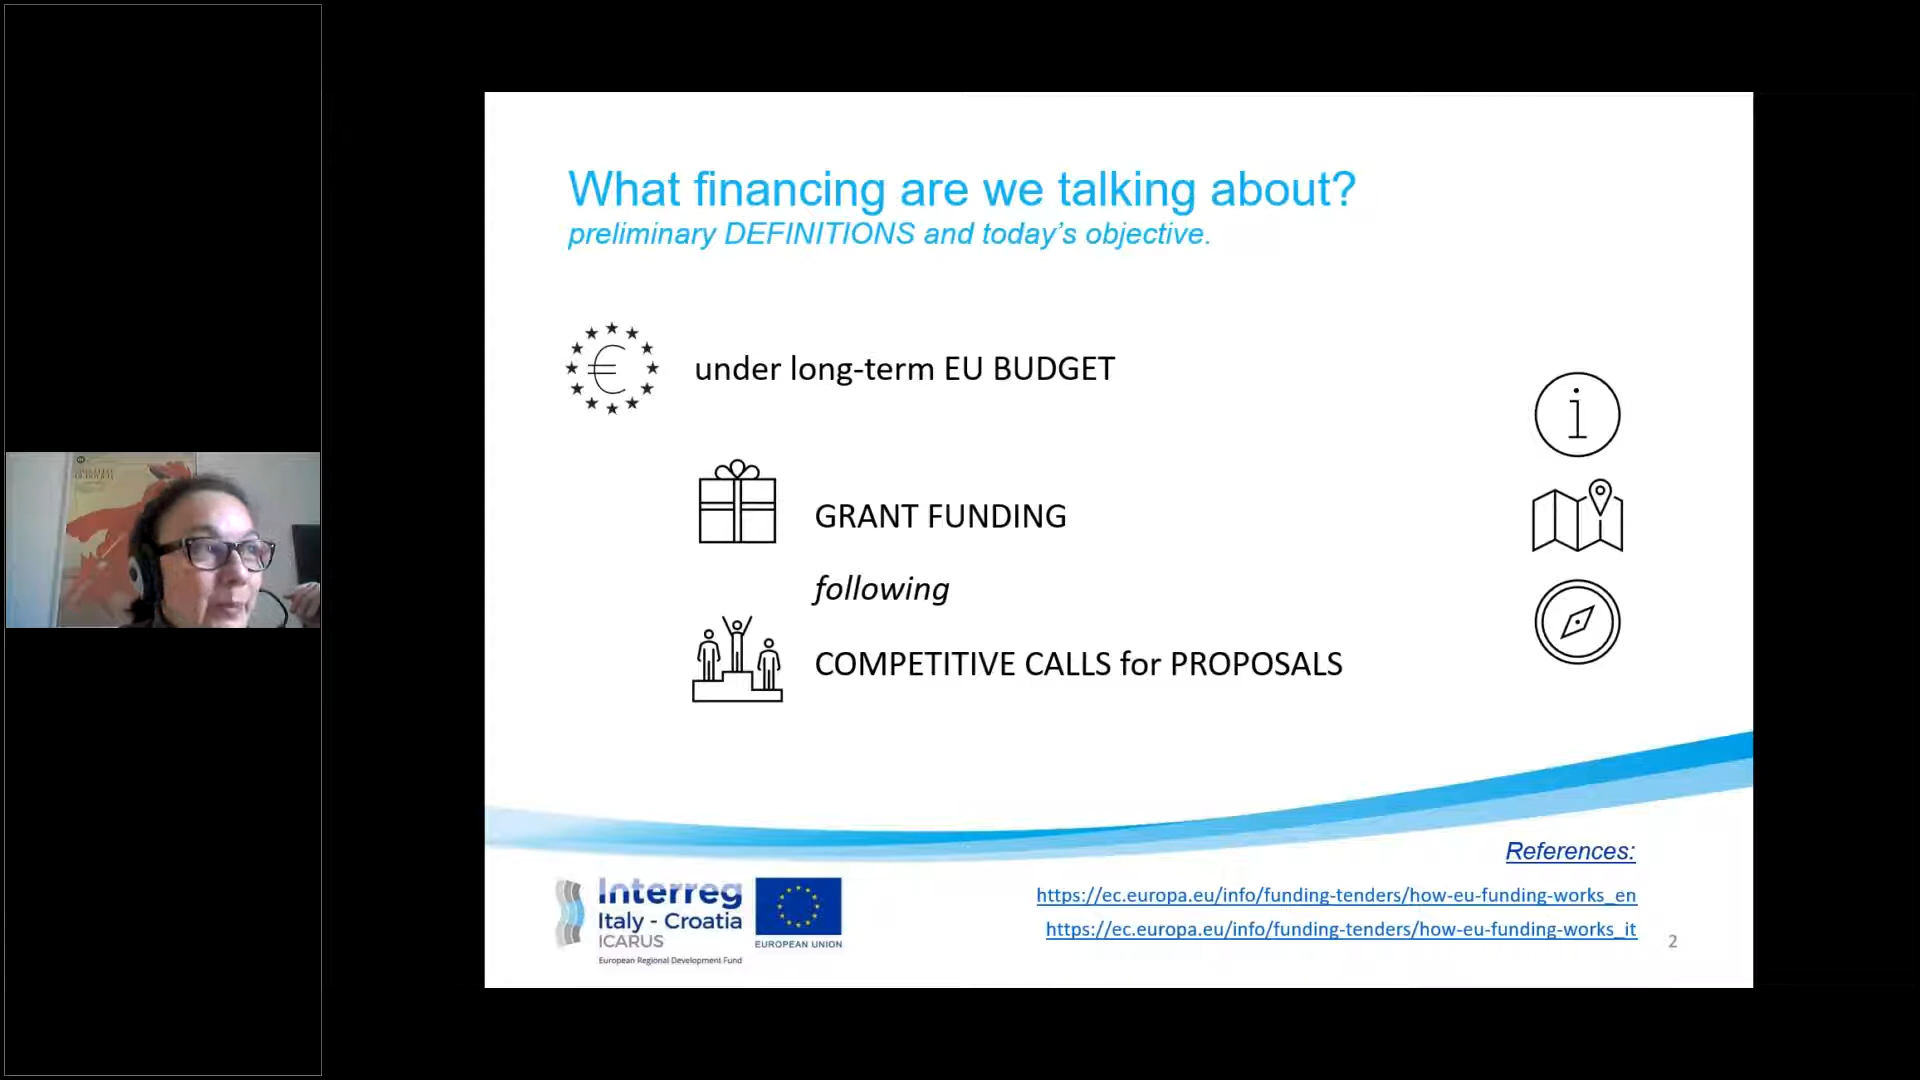 What financing are we talking about?
preliminary DEFINITIONS and today's objective.
€
under long-term EU BUDGET
i
GRANT FUNDING
following
COMPETITIVE CALLS for PROPOSALS
References:
https://ec.europa.eu/info/funding-tenders/how-eu-funding-works_en
https://ec.europa.eu/info/funding-tenders/how-eu-funding-works_it
2
Interreg
Italy - Croatia
ICARUS
European Regional Development Fund
EUROPEAN UNION